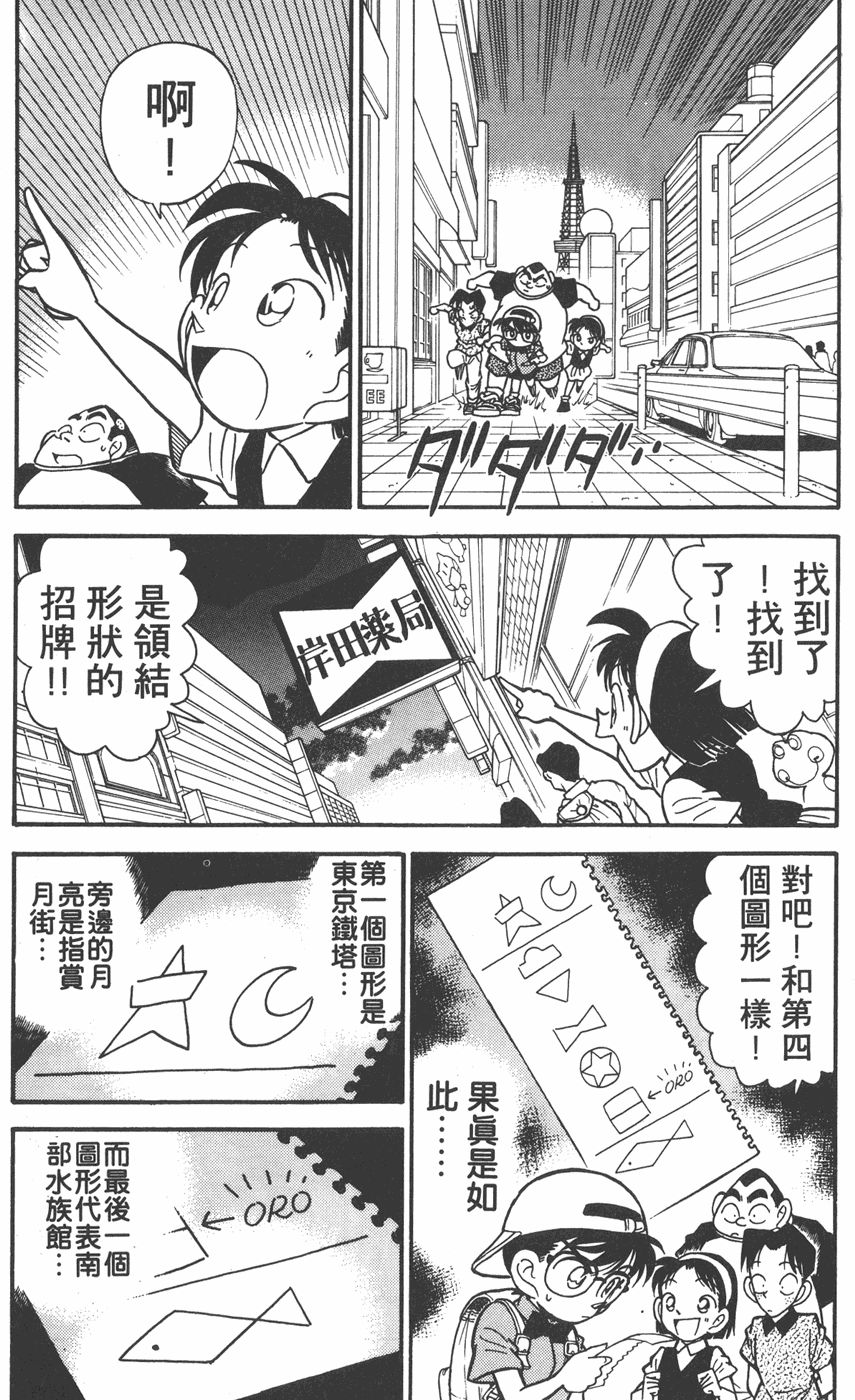 ダダダ…
EE
啊！
找到了
！找到
了！
岸田薬局
是領結
形狀的
招牌!!
對吧！和第四
個圖形一樣！
←ORO
果眞是如
此……
第一個圖形是
東京鐵塔…
旁邊的月
亮是指賞
月街…
←ORO
而最後一個
圖形代表南
部水族館…